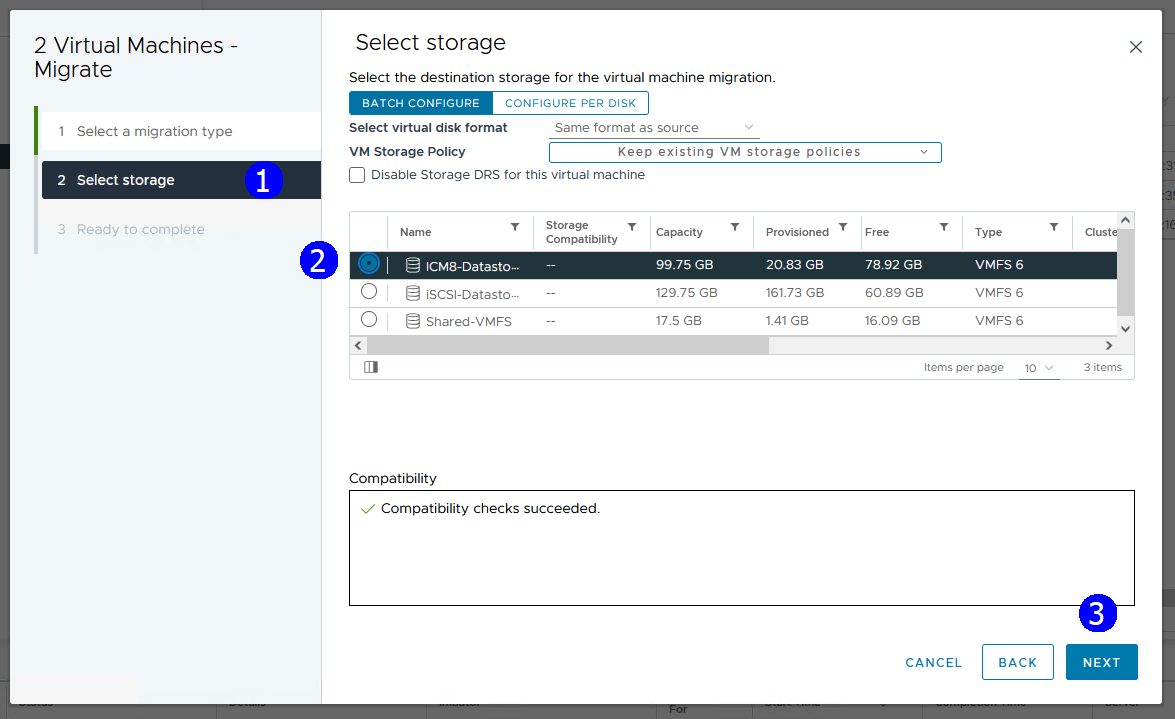 2 Virtual Machines -
Migrate
1 Select a migration type
2 Select storage
1
3 Ready to complete
Select storage
Select the destination storage for the virtual machine migration.
BATCH CONFIGURE CONFIGURE PER DISK
Select virtual disk format Same format as source
VM Storage Policy Keep existing VM storage policies
Disable Storage DRS for this virtual machine
Name Storage Compatibility Capacity Provisioned Free Type Cluste
2
ICM8-Datasto... -- 99.75 GB 20.83 GB 78.92 GB VMFS 6
iSCSI-Datasto... -- 129.75 GB 161.73 GB 60.89 GB VMFS 6
Shared-VMFS -- 17.5 GB 1.41 GB 16.09 GB VMFS 6
Items per page 10 3 items
Compatibility
Compatibility checks succeeded.
3
CANCEL BACK NEXT
For